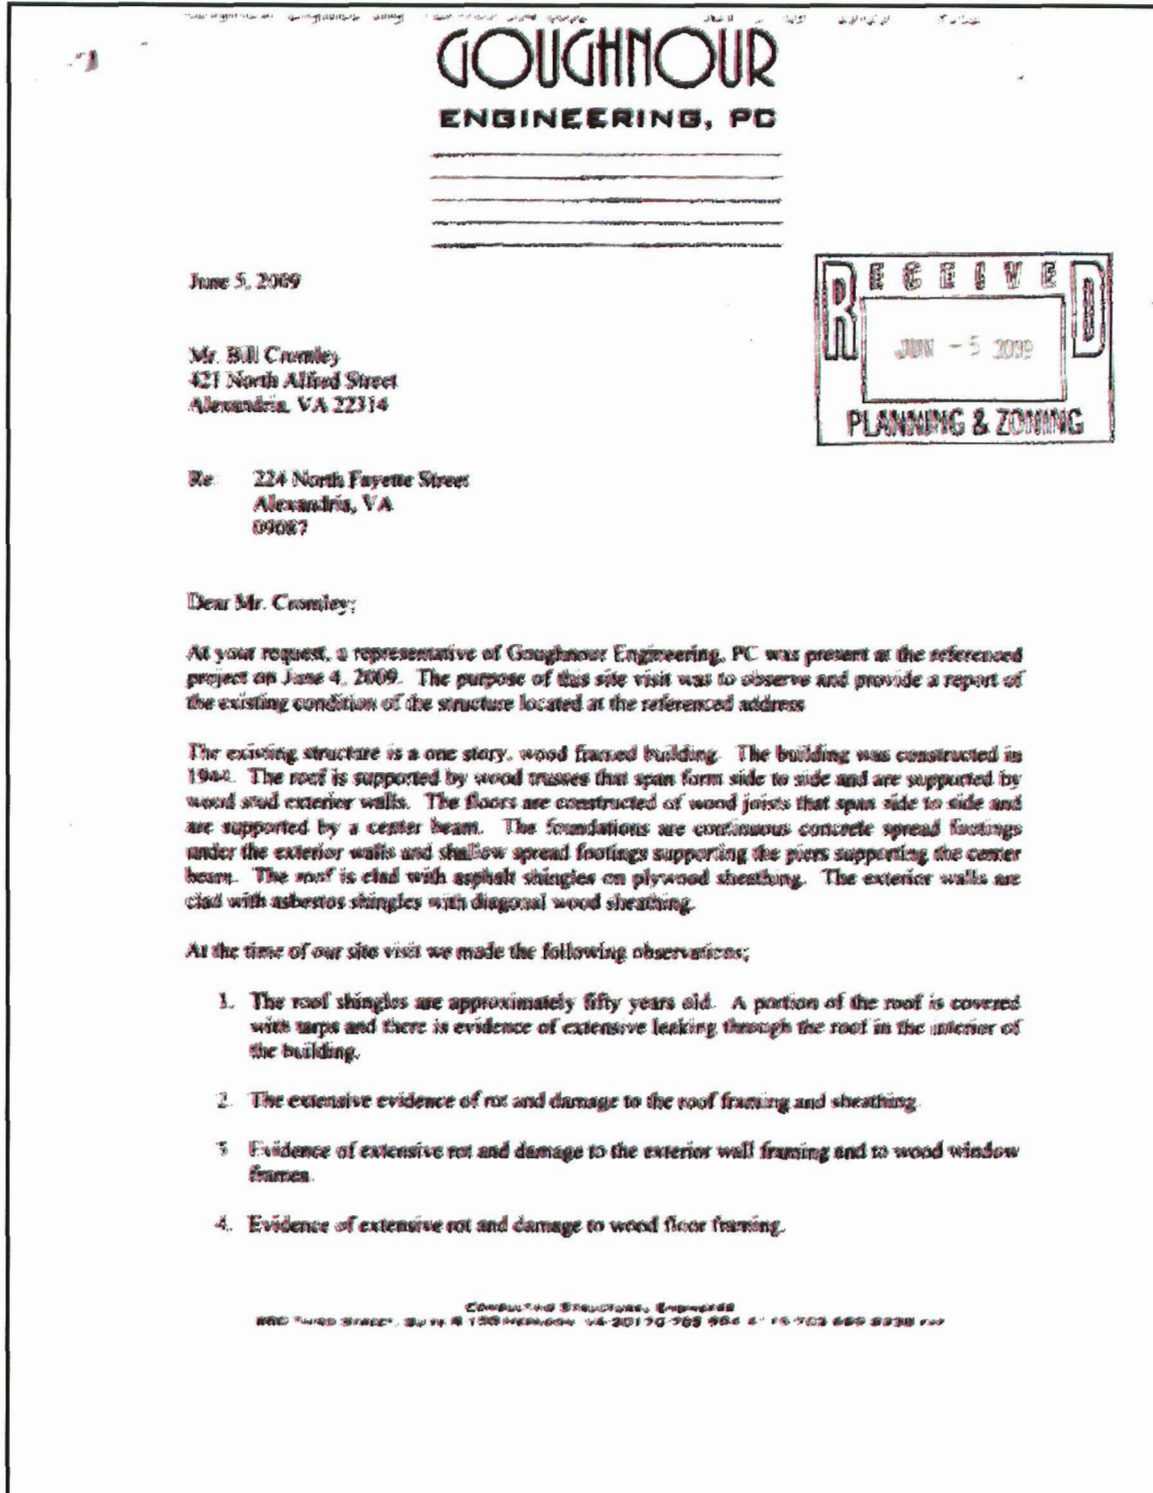 GOUGHNOUR
ENGINEERING, PC
June 5, 2009
RECEIVED
JUN - 5 2009
PLANNING & ZONING
Mr. Bill Cromley
421 North Alfred Street
Alexandria, VA 22314
Re: 224 North Fayette Street
Alexandria, VA
09087
Dear Mr. Cromley;
At your request, a representative of Goughnour Engineering, PC was present at the referenced
project on June 4, 2009. The purpose of this site visit was to observe and provide a report of
the existing condition of the structure located at the referenced address
The existing structure is a one story, wood framed building. The building was constructed in
1944. The roof is supported by wood trusses that span form side to side and are supported by
wood stud exterior walls. The floors are constructed of wood joists that span side to side and
are supported by a center beam. The foundations are continuous concrete spread footings
under the exterior walls and shallow spread footings supporting the piers supporting the center
beam. The roof is clad with asphalt shingles on plywood sheathing. The exterior walls are
clad with asbestos shingles with diagonal wood sheathing.
At the time of our site visit we made the following observations;
1. The roof shingles are approximately fifty years old. A portion of the roof is covered
with tarps and there is evidence of extensive leaking through the roof in the interior of
the building.
2. The extensive evidence of rot and damage to the roof framing and sheathing.
3 Evidence of extensive rot and damage to the exterior wall framing and to wood window
frames.
4. Evidence of extensive rot and damage to wood floor framing.
Consulting Structural Engineers
Street, Suite